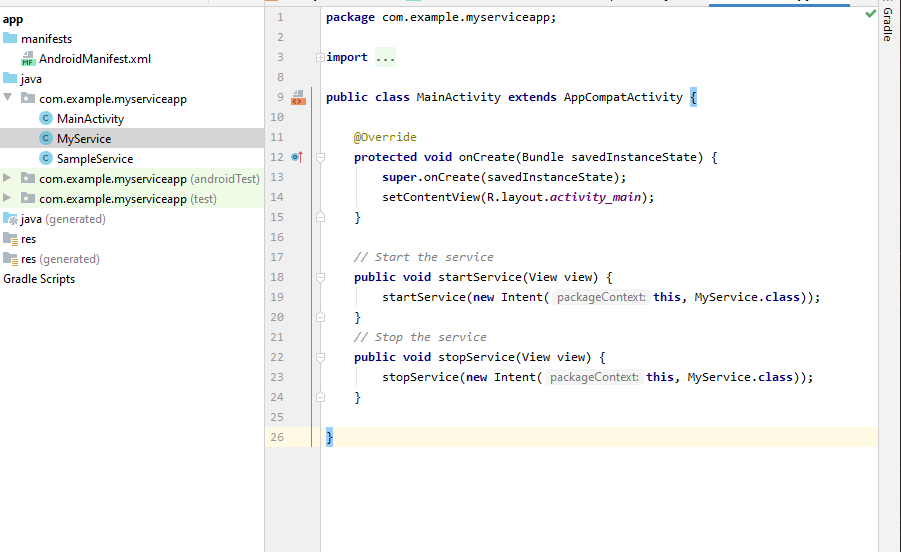 app
manifests
AndroidManifest.xml
java
com.example.myserviceapp
MainActivity
MyService
SampleService
com.example.myserviceapp (androidTest)
com.example.myserviceapp (test)
java (generated)
res
res (generated)
Gradle Scripts
1 package com.example.myserviceapp;
2
3 import ...
8
9 public class MainActivity extends AppCompatActivity {
10
11 @Override
12 protected void onCreate(Bundle savedInstanceState) {
13 super.onCreate(savedInstanceState);
14 setContentView(R.layout.activity_main);
15 }
16
17 // Start the service
18 public void startService(View view) {
19 startService(new Intent( packageContext: this, MyService.class));
20 }
21 // Stop the service
22 public void stopService(View view) {
23 stopService(new Intent( packageContext: this, MyService.class));
24 }
25
26 }
Gradle